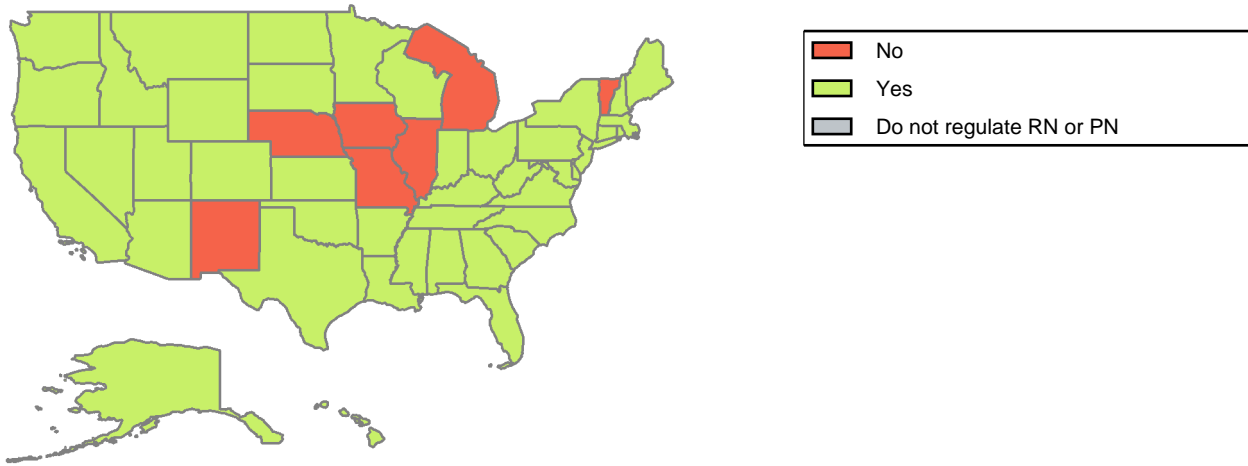 No
Yes
Do not regulate RN or PN